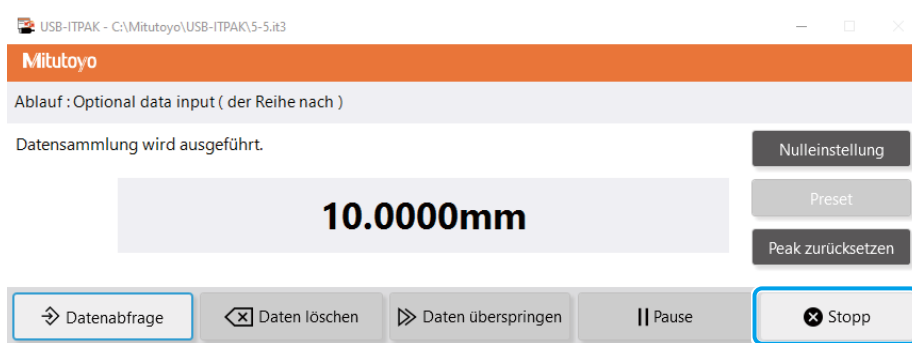 USB-ITPAK - C:\Mitutoyo\USB-ITPAK\5-5.it3
Mitutoyo
Ablauf : Optional data input ( der Reihe nach )
Datensammlung wird ausgeführt.
Nulleinstellung
10.0000mm
Preset
Peak zurücksetzen
Datenabfrage
Daten löschen
Daten überspringen
Pause
Stopp